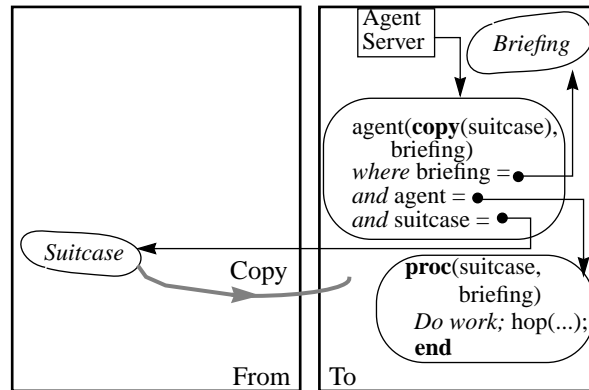 Agent
Server
Briefing
agent(copy(suitcase),
briefing)
where briefing =
and agent =
and suitcase =
Suitcase
Copy
proc(suitcase,
briefing)
Do work; hop(...);
end
From
To